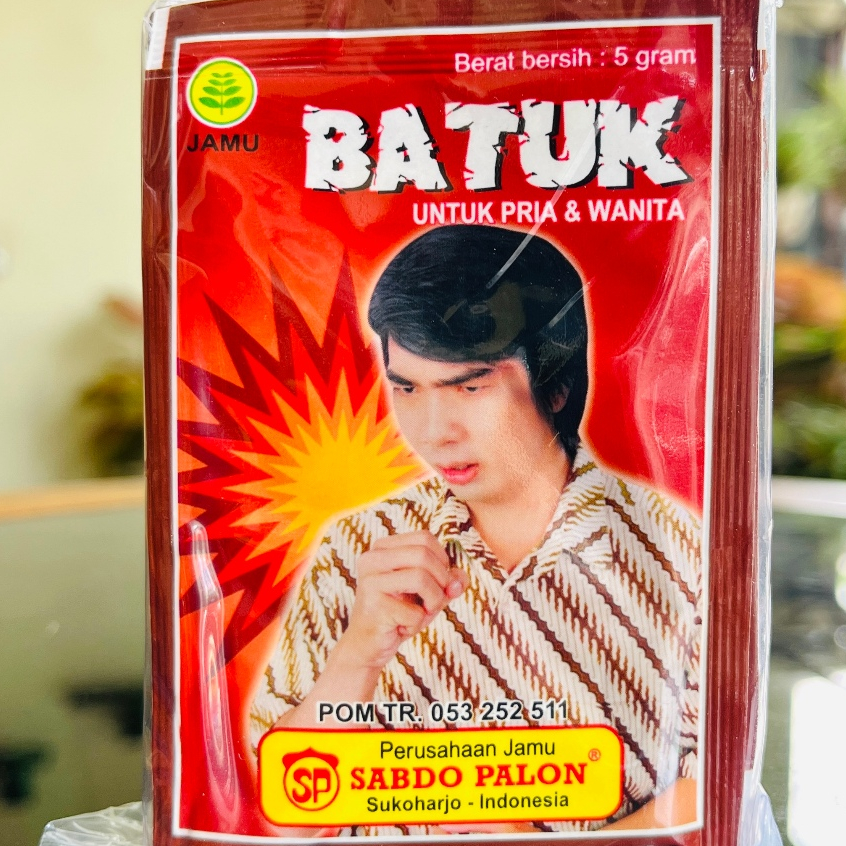 Berat bersih : 5 gram
JAMU
BATUK
UNTUK PRIA & WANITA
POM TR. 053 252 511
Perusahaan Jamu
SP SABDO PALON®
Sukoharjo - Indonesia